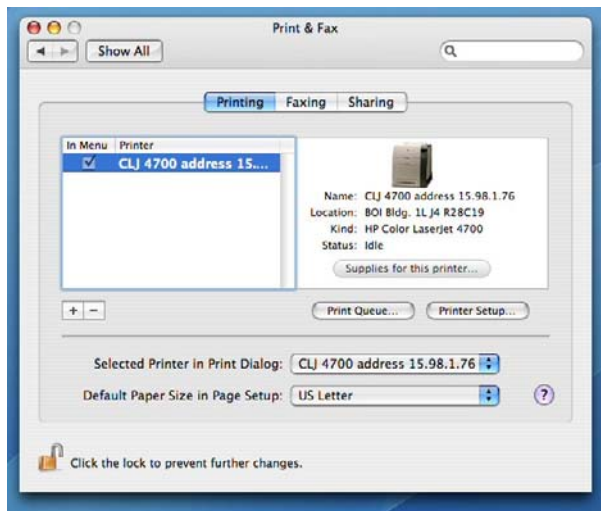 Print & Fax
Show All
Printing Faxing Sharing
In Menu Printer
CLJ 4700 address 15....
Name: CLJ 4700 address 15.98.1.76
Location: BOI Bldg. 1L J4 R28C19
Kind: HP Color LaserJet 4700
Status: Idle
Supplies for this printer...
+ −
Print Queue... Printer Setup...
Selected Printer in Print Dialog: CLJ 4700 address 15.98.1.76
Default Paper Size in Page Setup: US Letter
?
Click the lock to prevent further changes.